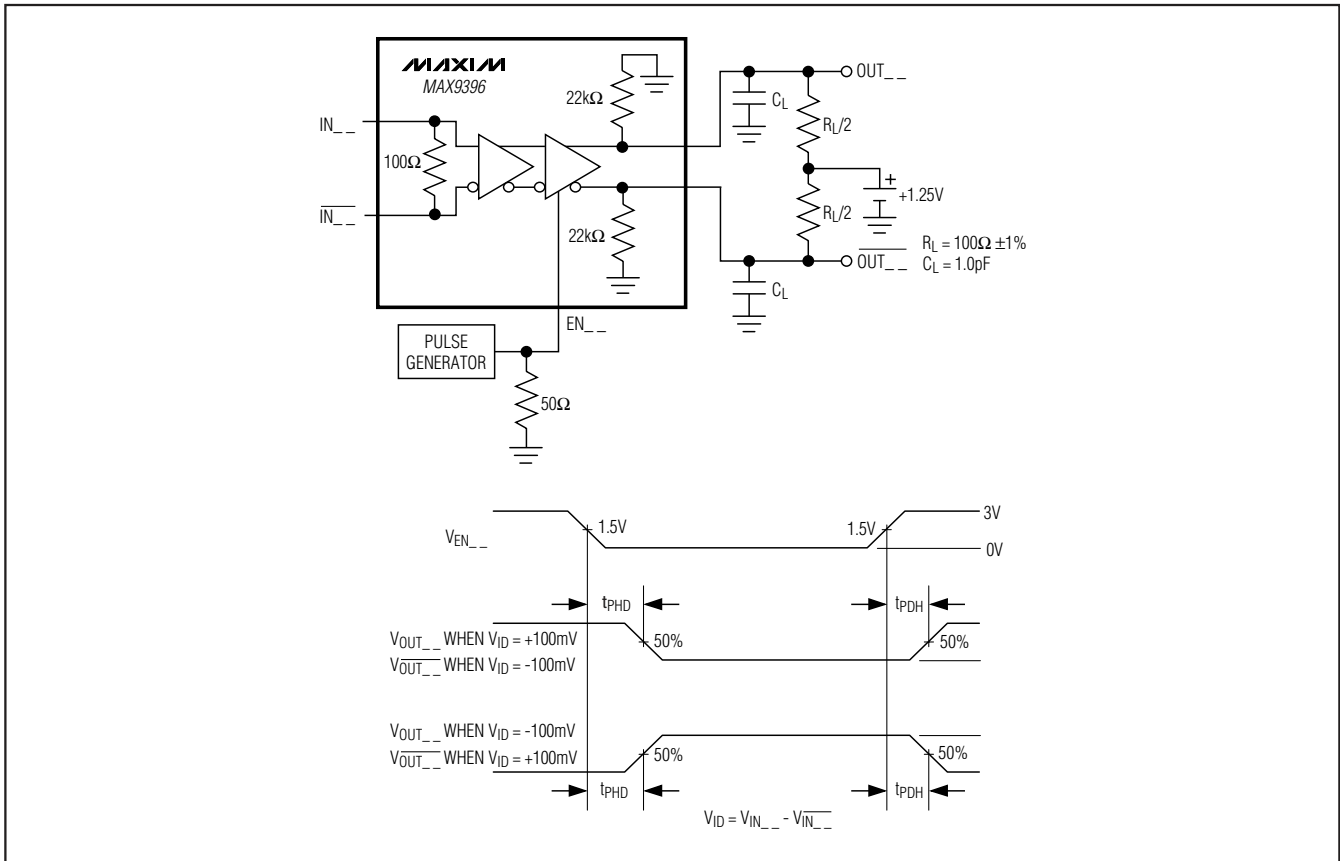 MAXIM
MAX9396
22kΩ
OUT_ _
C_L
R_L/2
IN_ _
100Ω
+
+1.25V
R_L/2
IN_ _
22kΩ
R_L = 100Ω ±1%
OUT_ _
C_L = 1.0pF
C_L
EN_ _
PULSE
GENERATOR
50Ω
1.5V
1.5V
3V
V_EN_ _
0V
t_PHD
t_PDH
V_OUT_ _ WHEN V_ID = +100mV
50%
50%
V_OUT_ _ WHEN V_ID = -100mV
V_OUT_ _ WHEN V_ID = -100mV
50%
50%
V_OUT_ _ WHEN V_ID = +100mV
t_PHD
t_PDH
V_ID = V_IN_ _ - V_IN_ _